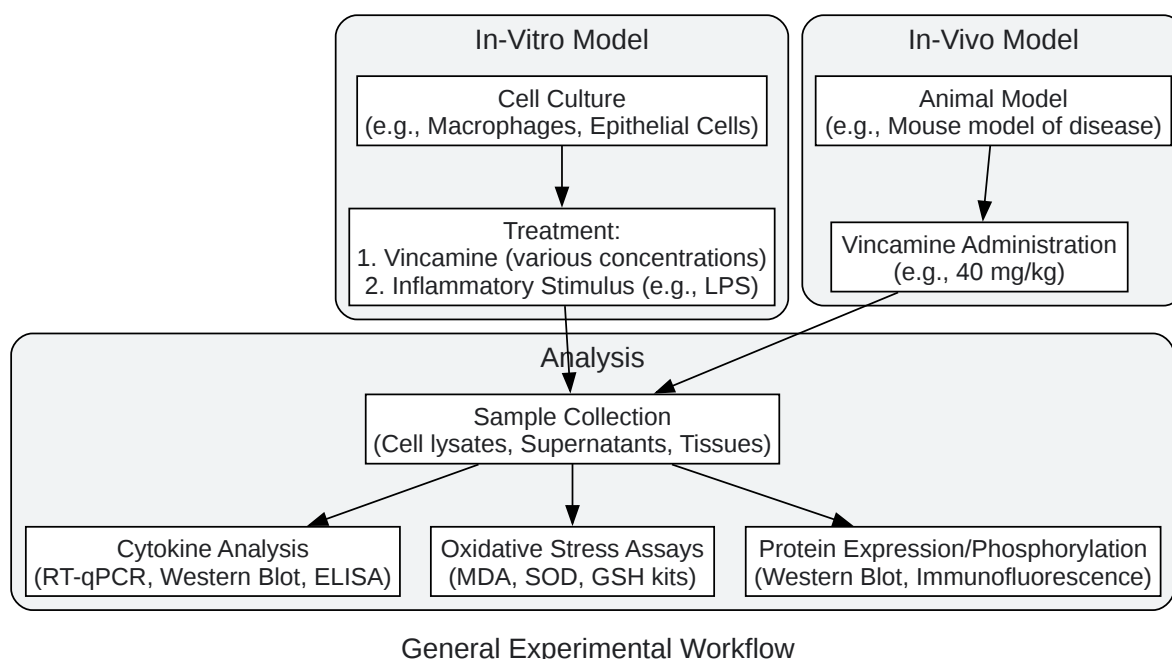 In-Vitro Model
Cell Culture
(e.g., Macrophages, Epithelial Cells)
Treatment:
1. Vincamine (various concentrations)
2. Inflammatory Stimulus (e.g., LPS)
In-Vivo Model
Animal Model
(e.g., Mouse model of disease)
Vincamine Administration
(e.g., 40 mg/kg)
Analysis
Sample Collection
(Cell lysates, Supernatants, Tissues)
Cytokine Analysis
(RT-qPCR, Western Blot, ELISA)
Oxidative Stress Assays
(MDA, SOD, GSH kits)
Protein Expression/Phosphorylation
(Western Blot, Immunofluorescence)
General Experimental Workflow